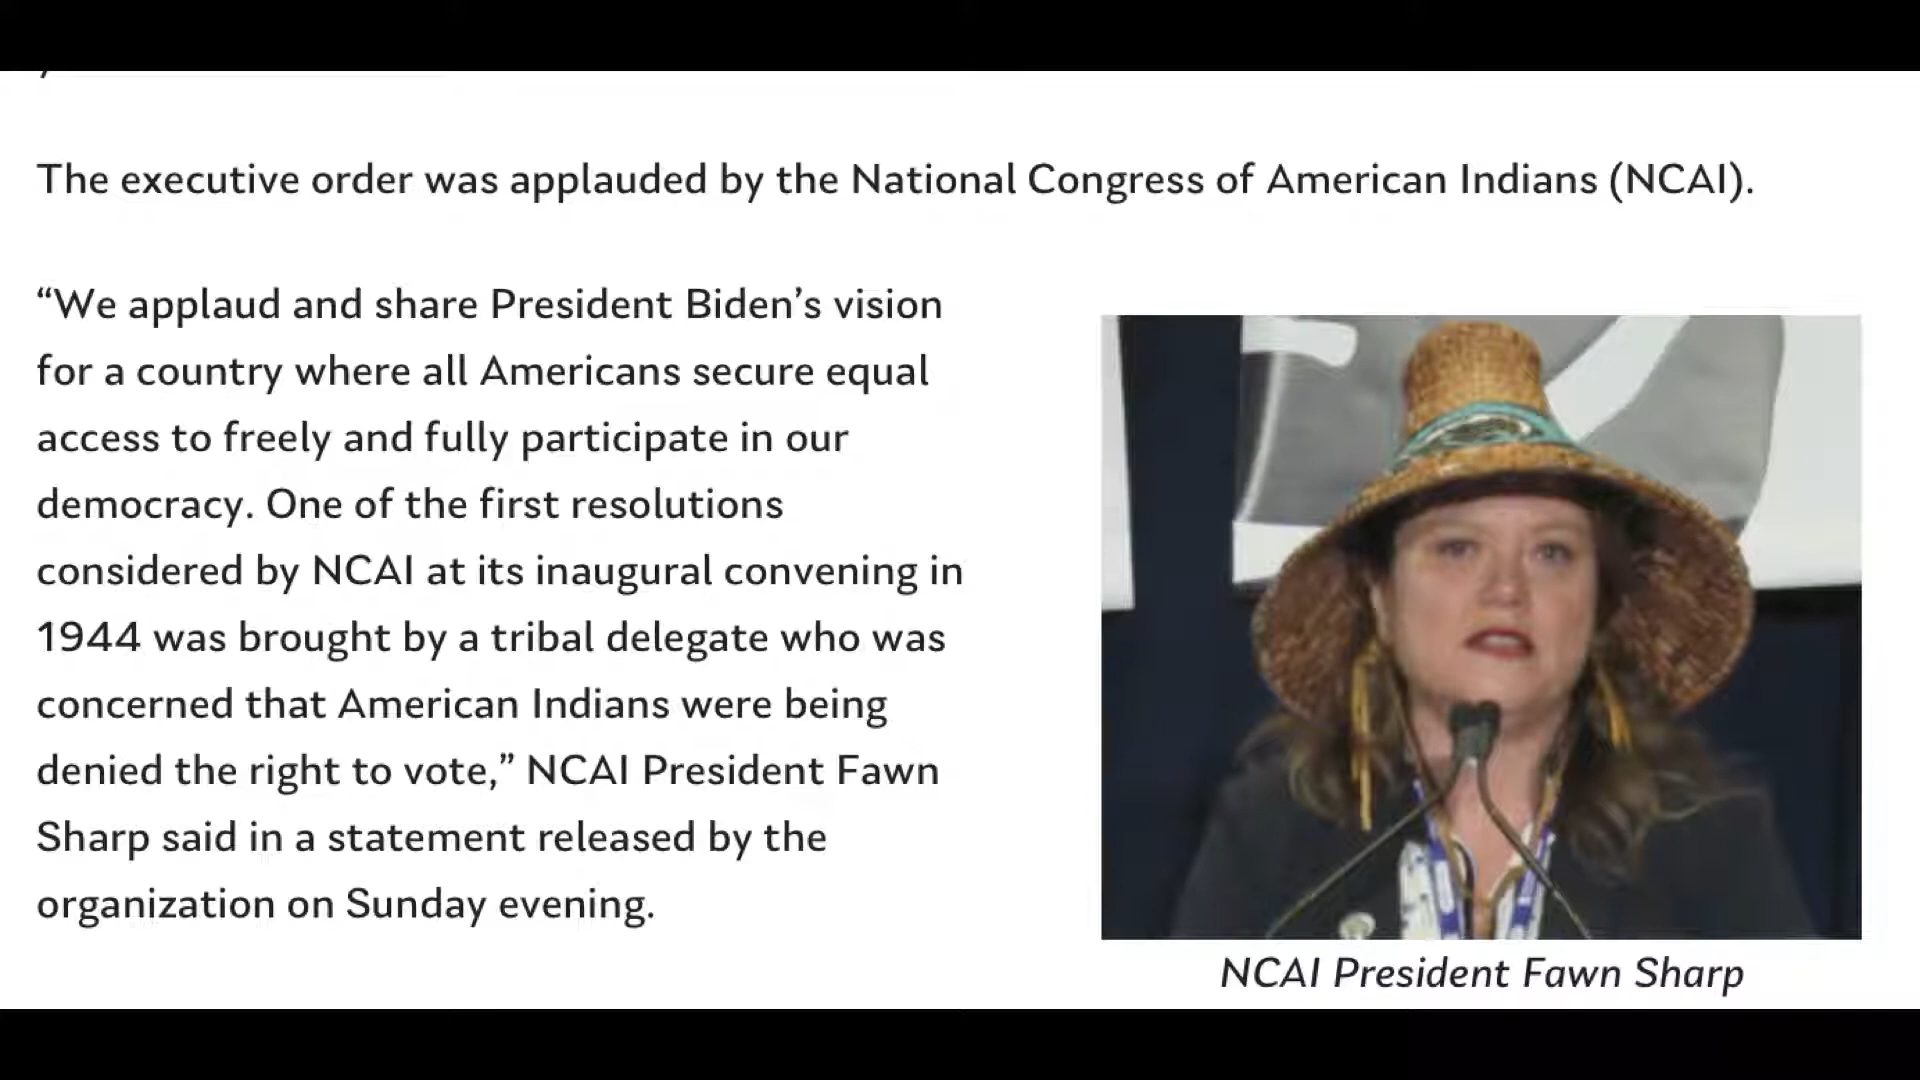 The executive order was applauded by the National Congress of American Indians (NCAI).
“We applaud and share President Biden’s vision
for a country where all Americans secure equal
access to freely and fully participate in our
democracy. One of the first resolutions
considered by NCAI at its inaugural convening in
1944 was brought by a tribal delegate who was
concerned that American Indians were being
denied the right to vote,” NCAI President Fawn
Sharp said in a statement released by the
organization on Sunday evening.
NCAI President Fawn Sharp